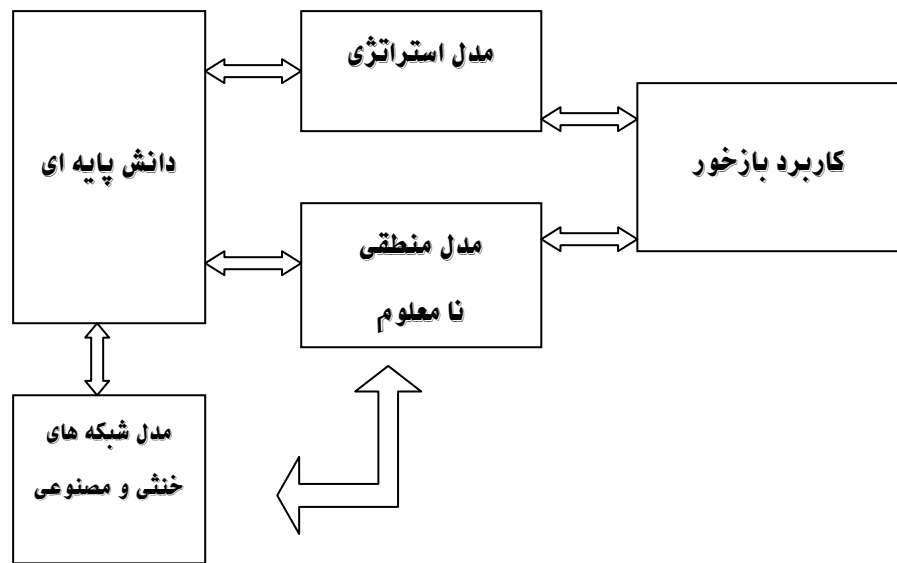 مدل استراتژی
دانش پایه ای
کاربرد بازخور
مدل منطقی
نا معلوم
مدل شبکه های
خنثی و مصنوعی